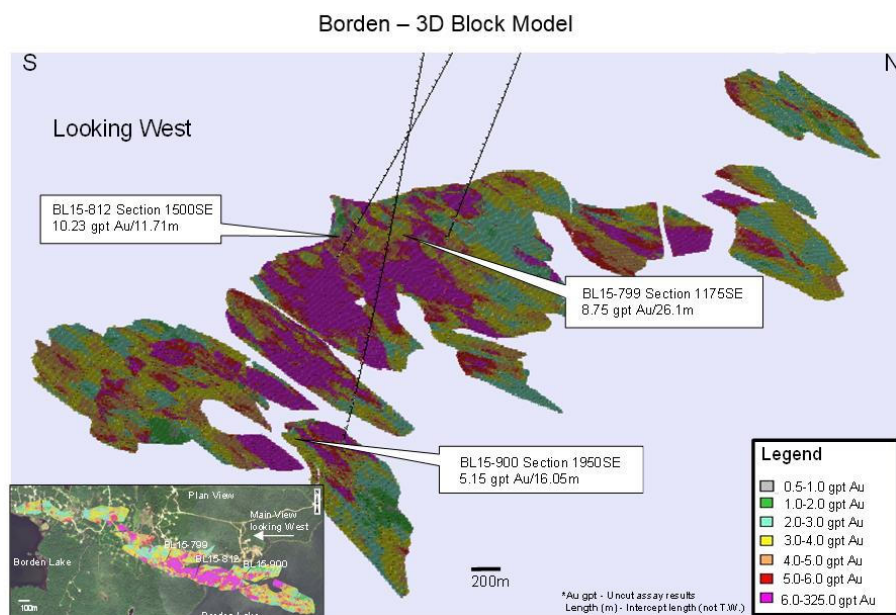 Borden – 3D Block Model
S
N
Looking West
BL15-812 Section 1500SE
10.23 gpt Au/11.71m
BL15-799 Section 1175SE
8.75 gpt Au/26.1m
BL15-900 Section 1950SE
5.15 gpt Au/16.05m
Plan View
Main View
looking West
BL15-799
BL15-812
BL15-900
Borden Lake
Borden Lake
100m
200m
*Au gpt - Uncut assay results
Length (m) - Intercept length (not T.W.)
Legend
0.5-1.0 gpt Au
1.0-2.0 gpt Au
2.0-3.0 gpt Au
3.0-4.0 gpt Au
4.0-5.0 gpt Au
5.0-6.0 gpt Au
6.0-325.0 gpt Au